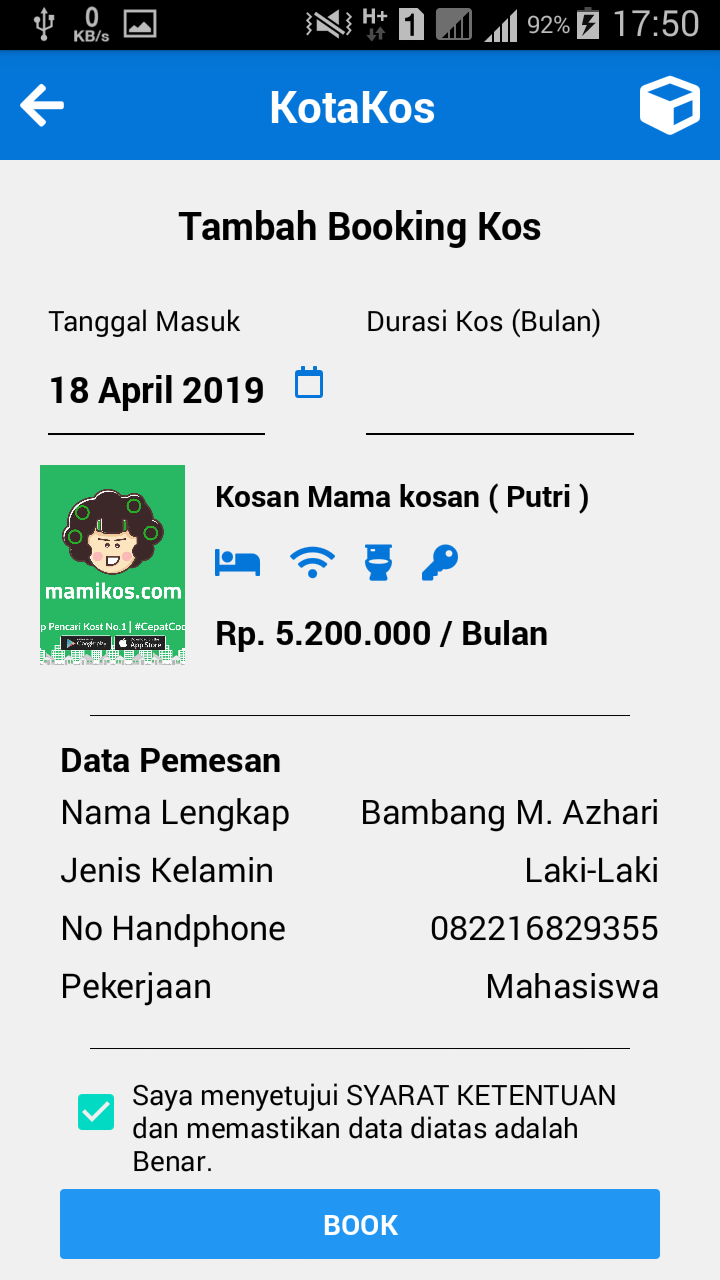 0
KB/s
H+
1
92%
17:50
KotaKos
Tambah Booking Kos
Tanggal Masuk
Durasi Kos (Bulan)
18 April 2019
mamikos.com
p Pencari Kost No.1 | #CepatCoc
App Store
Kosan Mama kosan ( Putri )
Rp. 5.200.000 / Bulan
Data Pemesan
Nama Lengkap Bambang M. Azhari
Jenis Kelamin Laki-Laki
No Handphone 082216829355
Pekerjaan Mahasiswa
Saya menyetujui SYARAT KETENTUAN
dan memastikan data diatas adalah
Benar.
BOOK